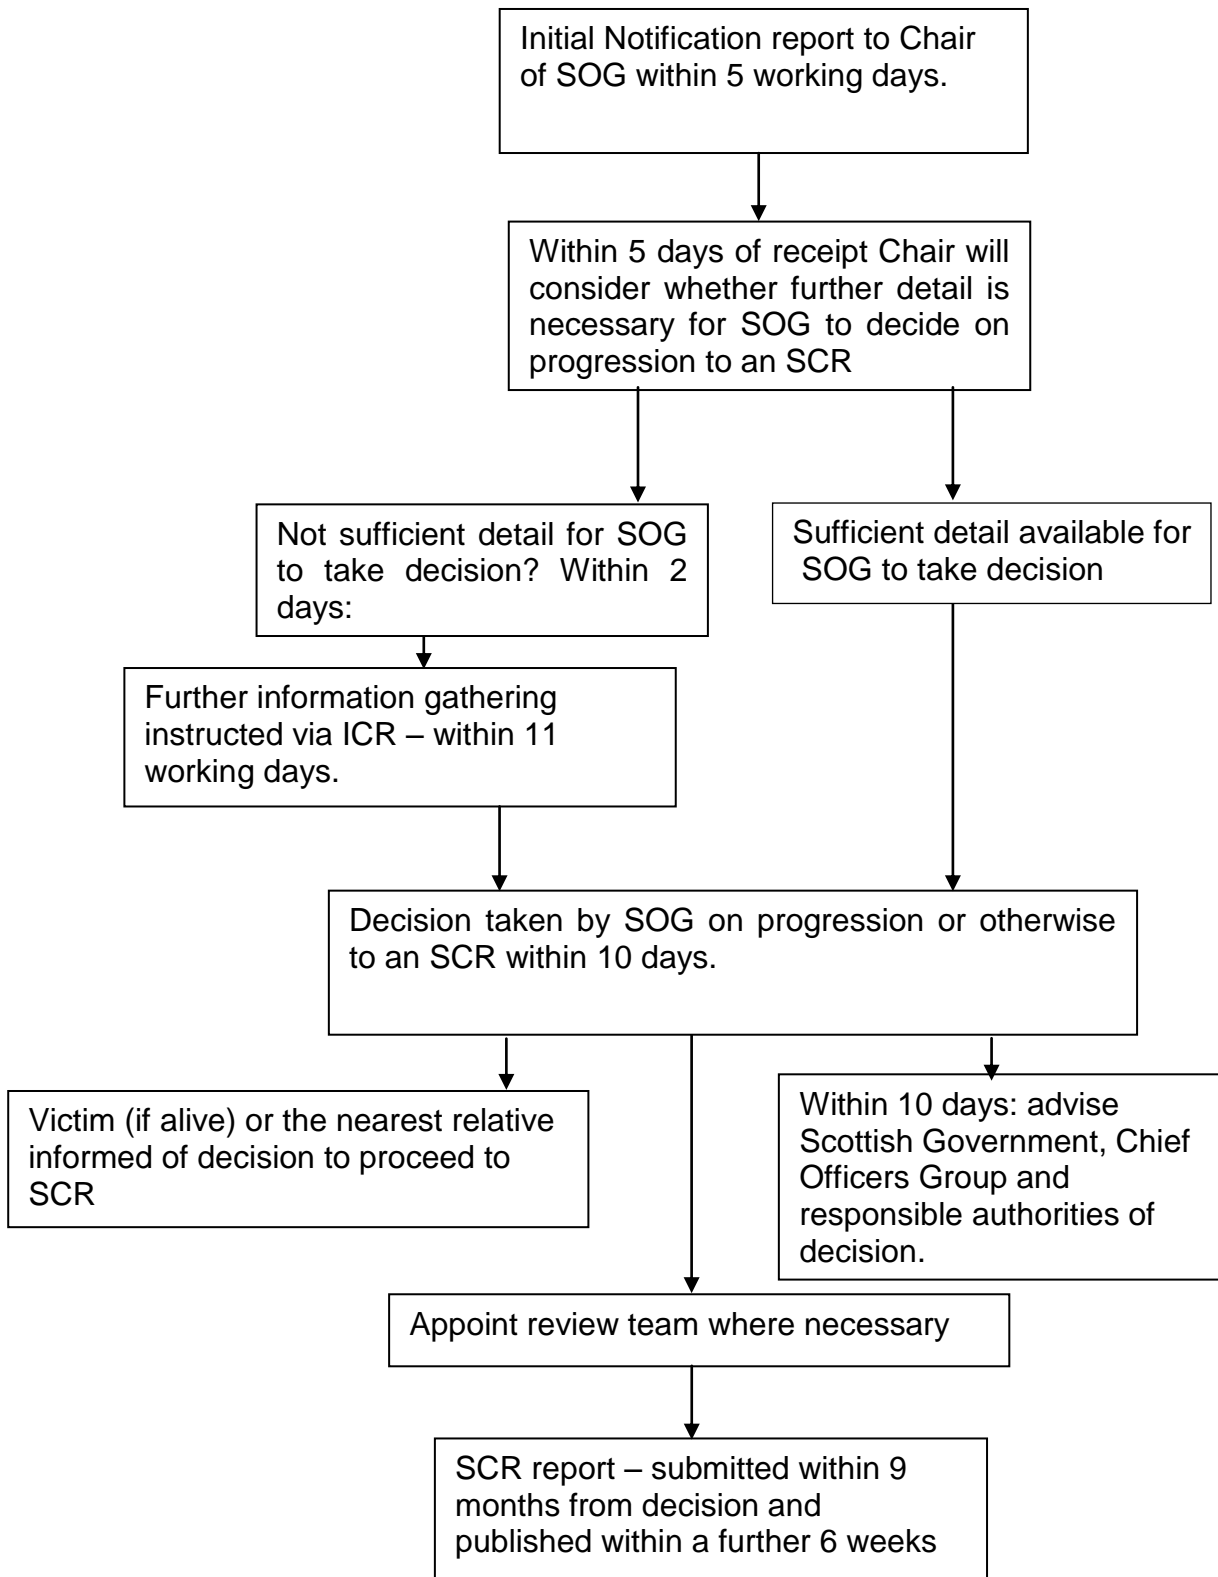 Initial Notification report to Chair
of SOG within 5 working days.
Within 5 days of receipt Chair will
consider whether further detail is
necessary for SOG to decide on
progression to an SCR
Not sufficient detail for SOG
to take decision? Within 2
days:
Sufficient detail available for
SOG to take decision
Further information gathering
instructed via ICR – within 11
working days.
Decision taken by SOG on progression or otherwise
to an SCR within 10 days.
Victim (if alive) or the nearest relative
informed of decision to proceed to
SCR
Within 10 days: advise
Scottish Government, Chief
Officers Group and
responsible authorities of
decision.
Appoint review team where necessary
SCR report – submitted within 9
months from decision and
published within a further 6 weeks